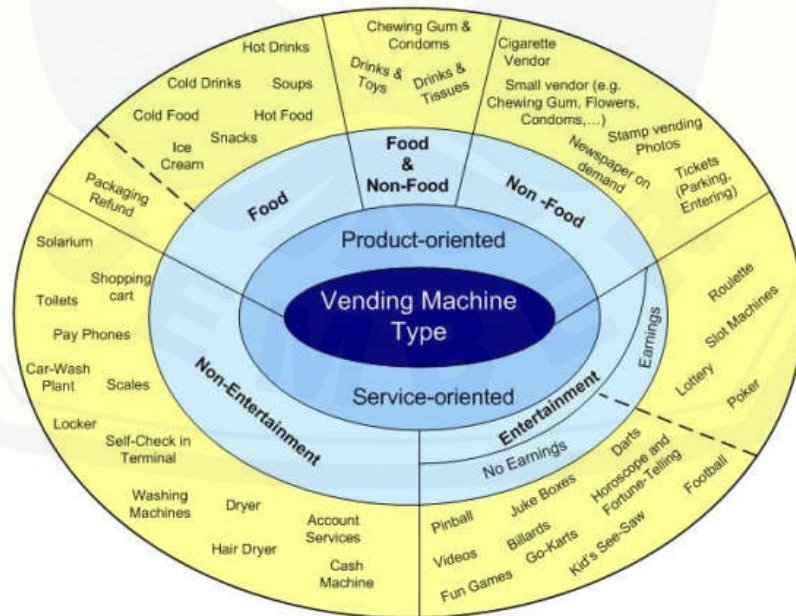 Hot Drinks
Cold Drinks
Soups
Cold Food
Hot Food
Snacks
Ice
Cream
Packaging
Refund
Chewing Gum &
Condoms
Drinks &
Toys
Drinks &
Tissues
Cigarette
Vendor
Small vendor (e.g.
Chewing Gum, Flowers,
Condoms,...)
Stamp vending
Photos
Newspaper on
demand
Tickets
(Parking,
Entering)
Food
Food
&
Non-Food
Non -Food
Product-oriented
Vending Machine
Type
Service-oriented
Non-Entertainment
Entertainment
Earnings
No Earnings
Solarium
Shopping
cart
Toilets
Pay Phones
Car-Wash
Plant
Scales
Locker
Self-Check in
Terminal
Washing
Machines
Dryer
Account
Services
Hair Dryer
Cash
Machine
Roulette
Slot Machines
Lottery
Poker
Darts
Horoscope and
Fortune-Telling
Football
Juke Boxes
Pinball
Billards
Videos
Go-Karts
Kid's See-Saw
Fun Games